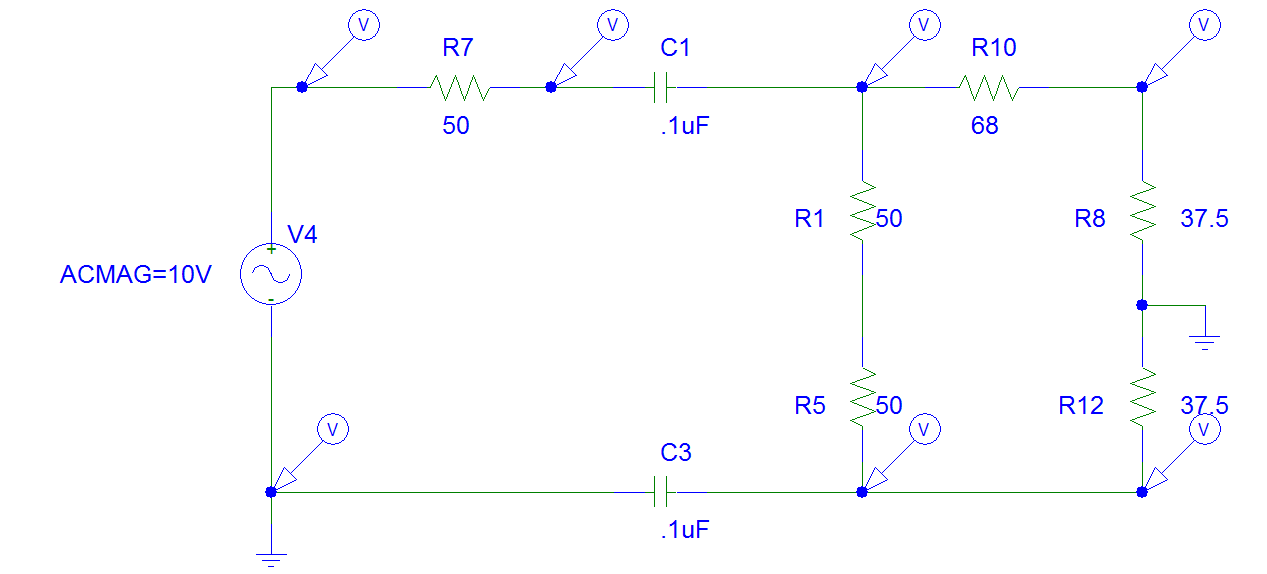 V
V
V
V
R7
C1
R10
50
.1uF
68
R1
50
R8
37.5
V4
+
ACMAG=10V
-
R5
50
R12
37.5
V
V
V
C3
.1uF